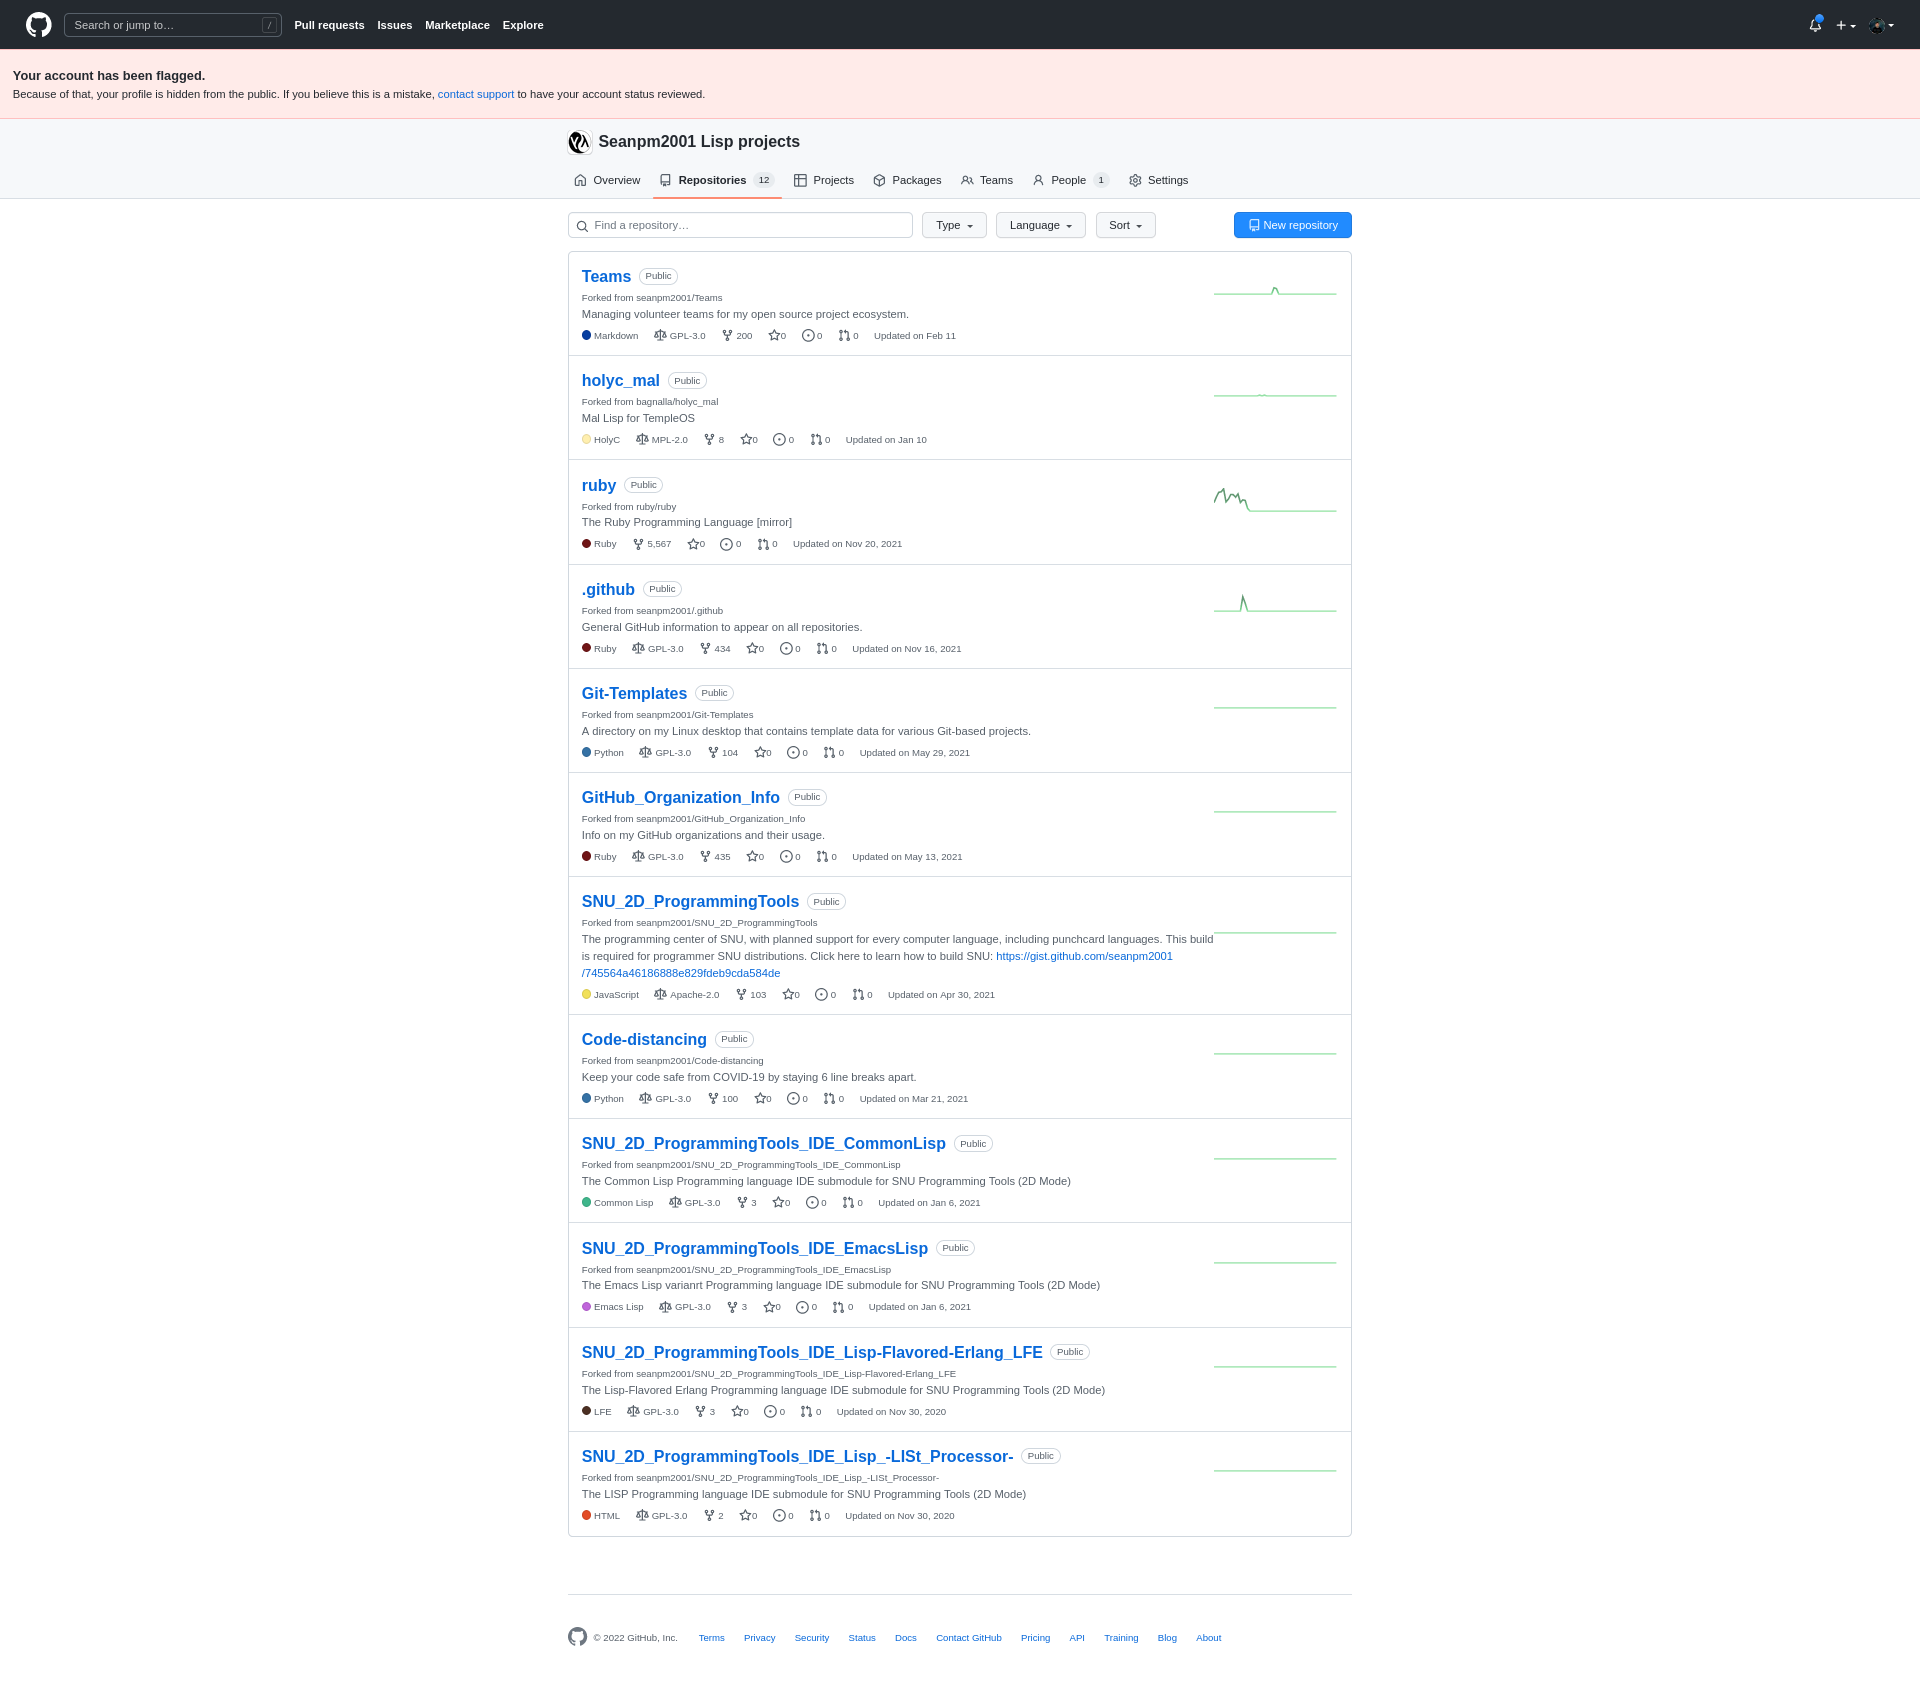 Search or jump to… /
Pull requests Issues Marketplace Explore
Your account has been flagged.
Because of that, your profile is hidden from the public. If you believe this is a mistake, contact support to have your account status reviewed.
Seanpm2001 Lisp projects
Overview Repositories 12 Projects Packages Teams People 1 Settings
Find a repository… Type Language Sort New repository
Teams Public
Forked from seanpm2001/Teams
Managing volunteer teams for my open source project ecosystem.
Markdown GPL-3.0 200 0 0 0 Updated on Feb 11
holyc_mal Public
Forked from bagnalla/holyc_mal
Mal Lisp for TempleOS
HolyC MPL-2.0 8 0 0 0 Updated on Jan 10
ruby Public
Forked from ruby/ruby
The Ruby Programming Language [mirror]
Ruby 5,567 0 0 0 Updated on Nov 20, 2021
.github Public
Forked from seanpm2001/.github
General GitHub information to appear on all repositories.
Ruby GPL-3.0 434 0 0 0 Updated on Nov 16, 2021
Git-Templates Public
Forked from seanpm2001/Git-Templates
A directory on my Linux desktop that contains template data for various Git-based projects.
Python GPL-3.0 104 0 0 0 Updated on May 29, 2021
GitHub_Organization_Info Public
Forked from seanpm2001/GitHub_Organization_Info
Info on my GitHub organizations and their usage.
Ruby GPL-3.0 435 0 0 0 Updated on May 13, 2021
SNU_2D_ProgrammingTools Public
Forked from seanpm2001/SNU_2D_ProgrammingTools
The programming center of SNU, with planned support for every computer language, including punchcard languages. This build
is required for programmer SNU distributions. Click here to learn how to build SNU: https://gist.github.com/seanpm2001
/745564a46186888e829fdeb9cda584de
JavaScript Apache-2.0 103 0 0 0 Updated on Apr 30, 2021
Code-distancing Public
Forked from seanpm2001/Code-distancing
Keep your code safe from COVID-19 by staying 6 line breaks apart.
Python GPL-3.0 100 0 0 0 Updated on Mar 21, 2021
SNU_2D_ProgrammingTools_IDE_CommonLisp Public
Forked from seanpm2001/SNU_2D_ProgrammingTools_IDE_CommonLisp
The Common Lisp Programming language IDE submodule for SNU Programming Tools (2D Mode)
Common Lisp GPL-3.0 3 0 0 0 Updated on Jan 6, 2021
SNU_2D_ProgrammingTools_IDE_EmacsLisp Public
Forked from seanpm2001/SNU_2D_ProgrammingTools_IDE_EmacsLisp
The Emacs Lisp varianrt Programming language IDE submodule for SNU Programming Tools (2D Mode)
Emacs Lisp GPL-3.0 3 0 0 0 Updated on Jan 6, 2021
SNU_2D_ProgrammingTools_IDE_Lisp-Flavored-Erlang_LFE Public
Forked from seanpm2001/SNU_2D_ProgrammingTools_IDE_Lisp-Flavored-Erlang_LFE
The Lisp-Flavored Erlang Programming language IDE submodule for SNU Programming Tools (2D Mode)
LFE GPL-3.0 3 0 0 0 Updated on Nov 30, 2020
SNU_2D_ProgrammingTools_IDE_Lisp_-LISt_Processor- Public
Forked from seanpm2001/SNU_2D_ProgrammingTools_IDE_Lisp_-LISt_Processor-
The LISP Programming language IDE submodule for SNU Programming Tools (2D Mode)
HTML GPL-3.0 2 0 0 0 Updated on Nov 30, 2020
© 2022 GitHub, Inc. Terms Privacy Security Status Docs Contact GitHub Pricing API Training Blog About